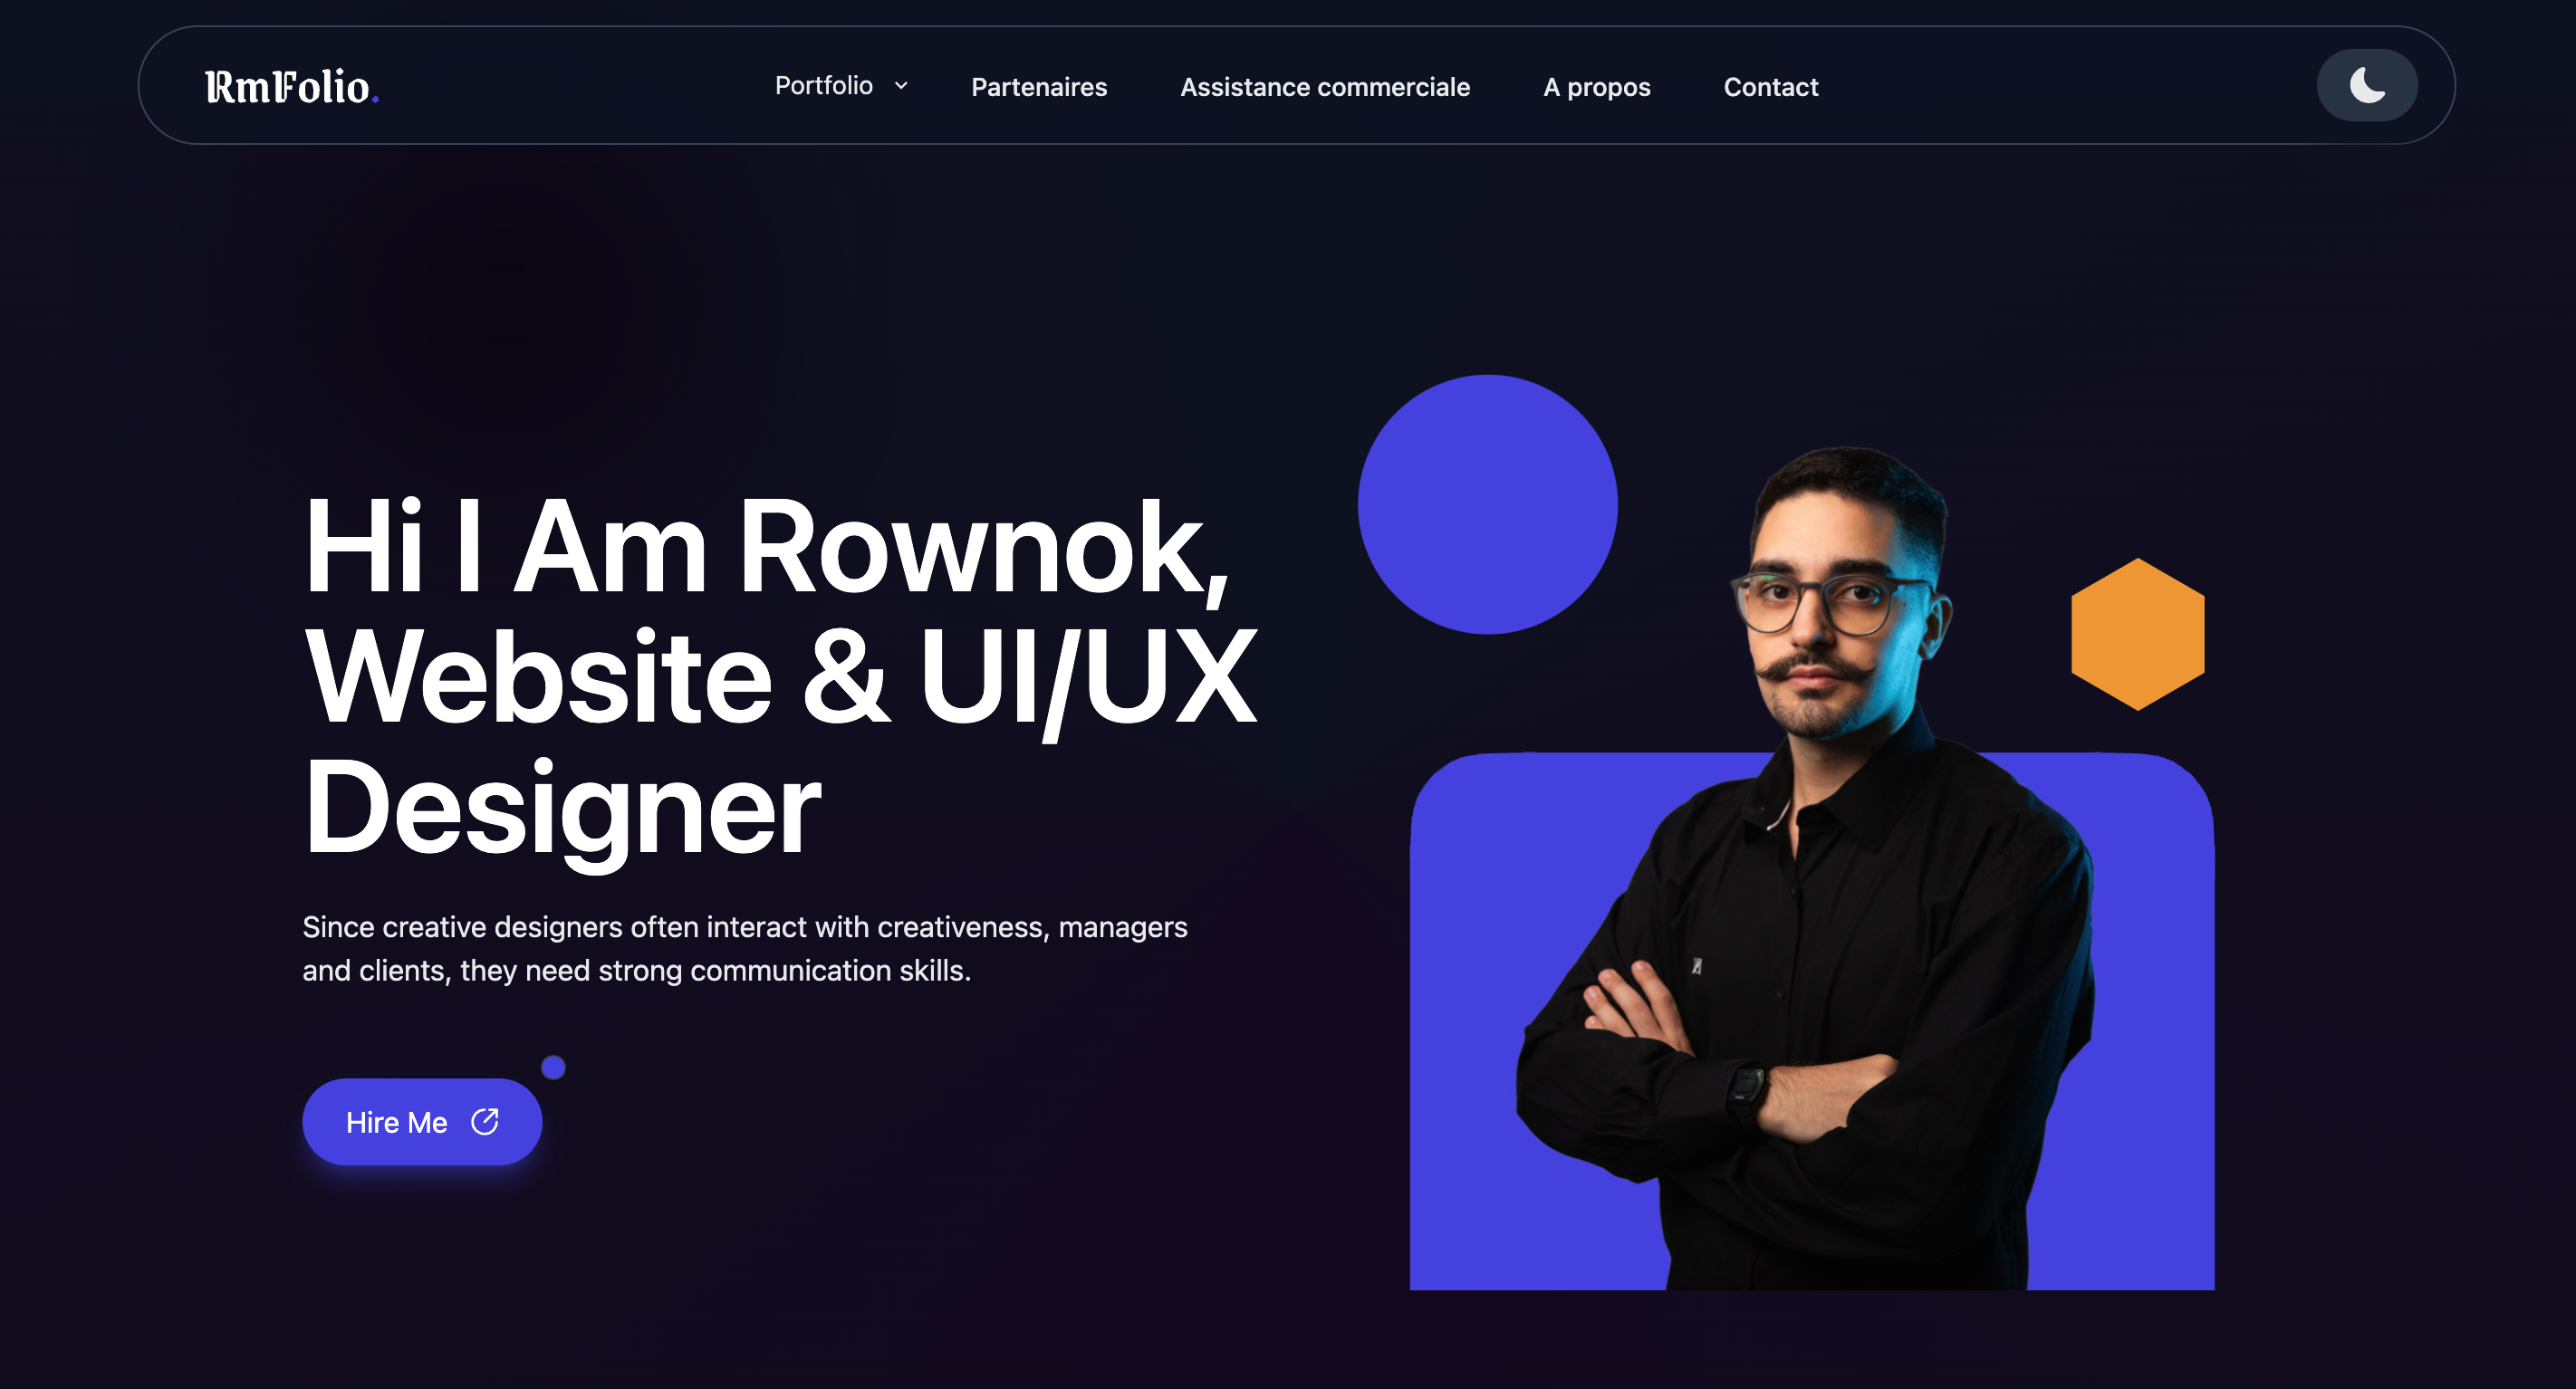 RmFolio.
Portfolio
Partenaires
Assistance commerciale
A propos
Contact
Hi I Am Rownok,
Website & UI/UX
Designer
Since creative designers often interact with creativeness, managers
and clients, they need strong communication skills.
Hire Me